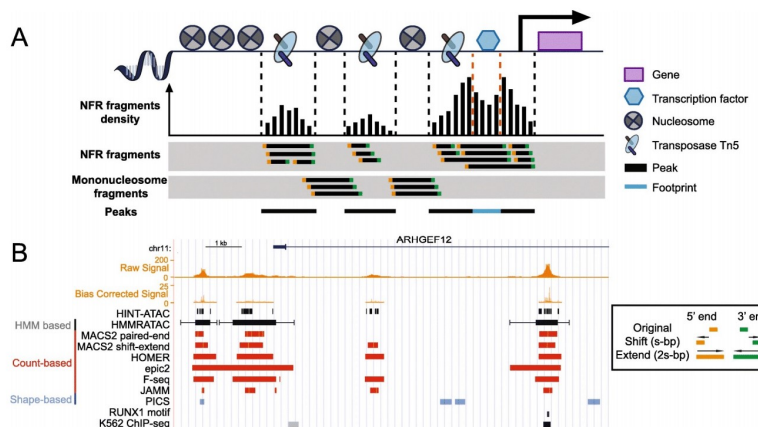 A
NFR fragments
density
NFR fragments
Mononucleosome
fragments
Peaks
Gene
Transcription factor
Nucleosome
Transposase Tn5
Peak
Footprint
B
chr11:
1 kb
ARHGEF12
200
Raw Signal
0
25
Bias Corrected Signal
0
HINT-ATAC
HMM based
HMMRATAC
MACS2 paired-end
MACS2 shift-extend
HOMER
Count-based
epic2
F-seq
JAMM
Shape-based
PICS
RUNX1 motif
K562 ChIP-seq
5' end
3' e
Original
Shift (s-bp)
Extend (2s-bp)